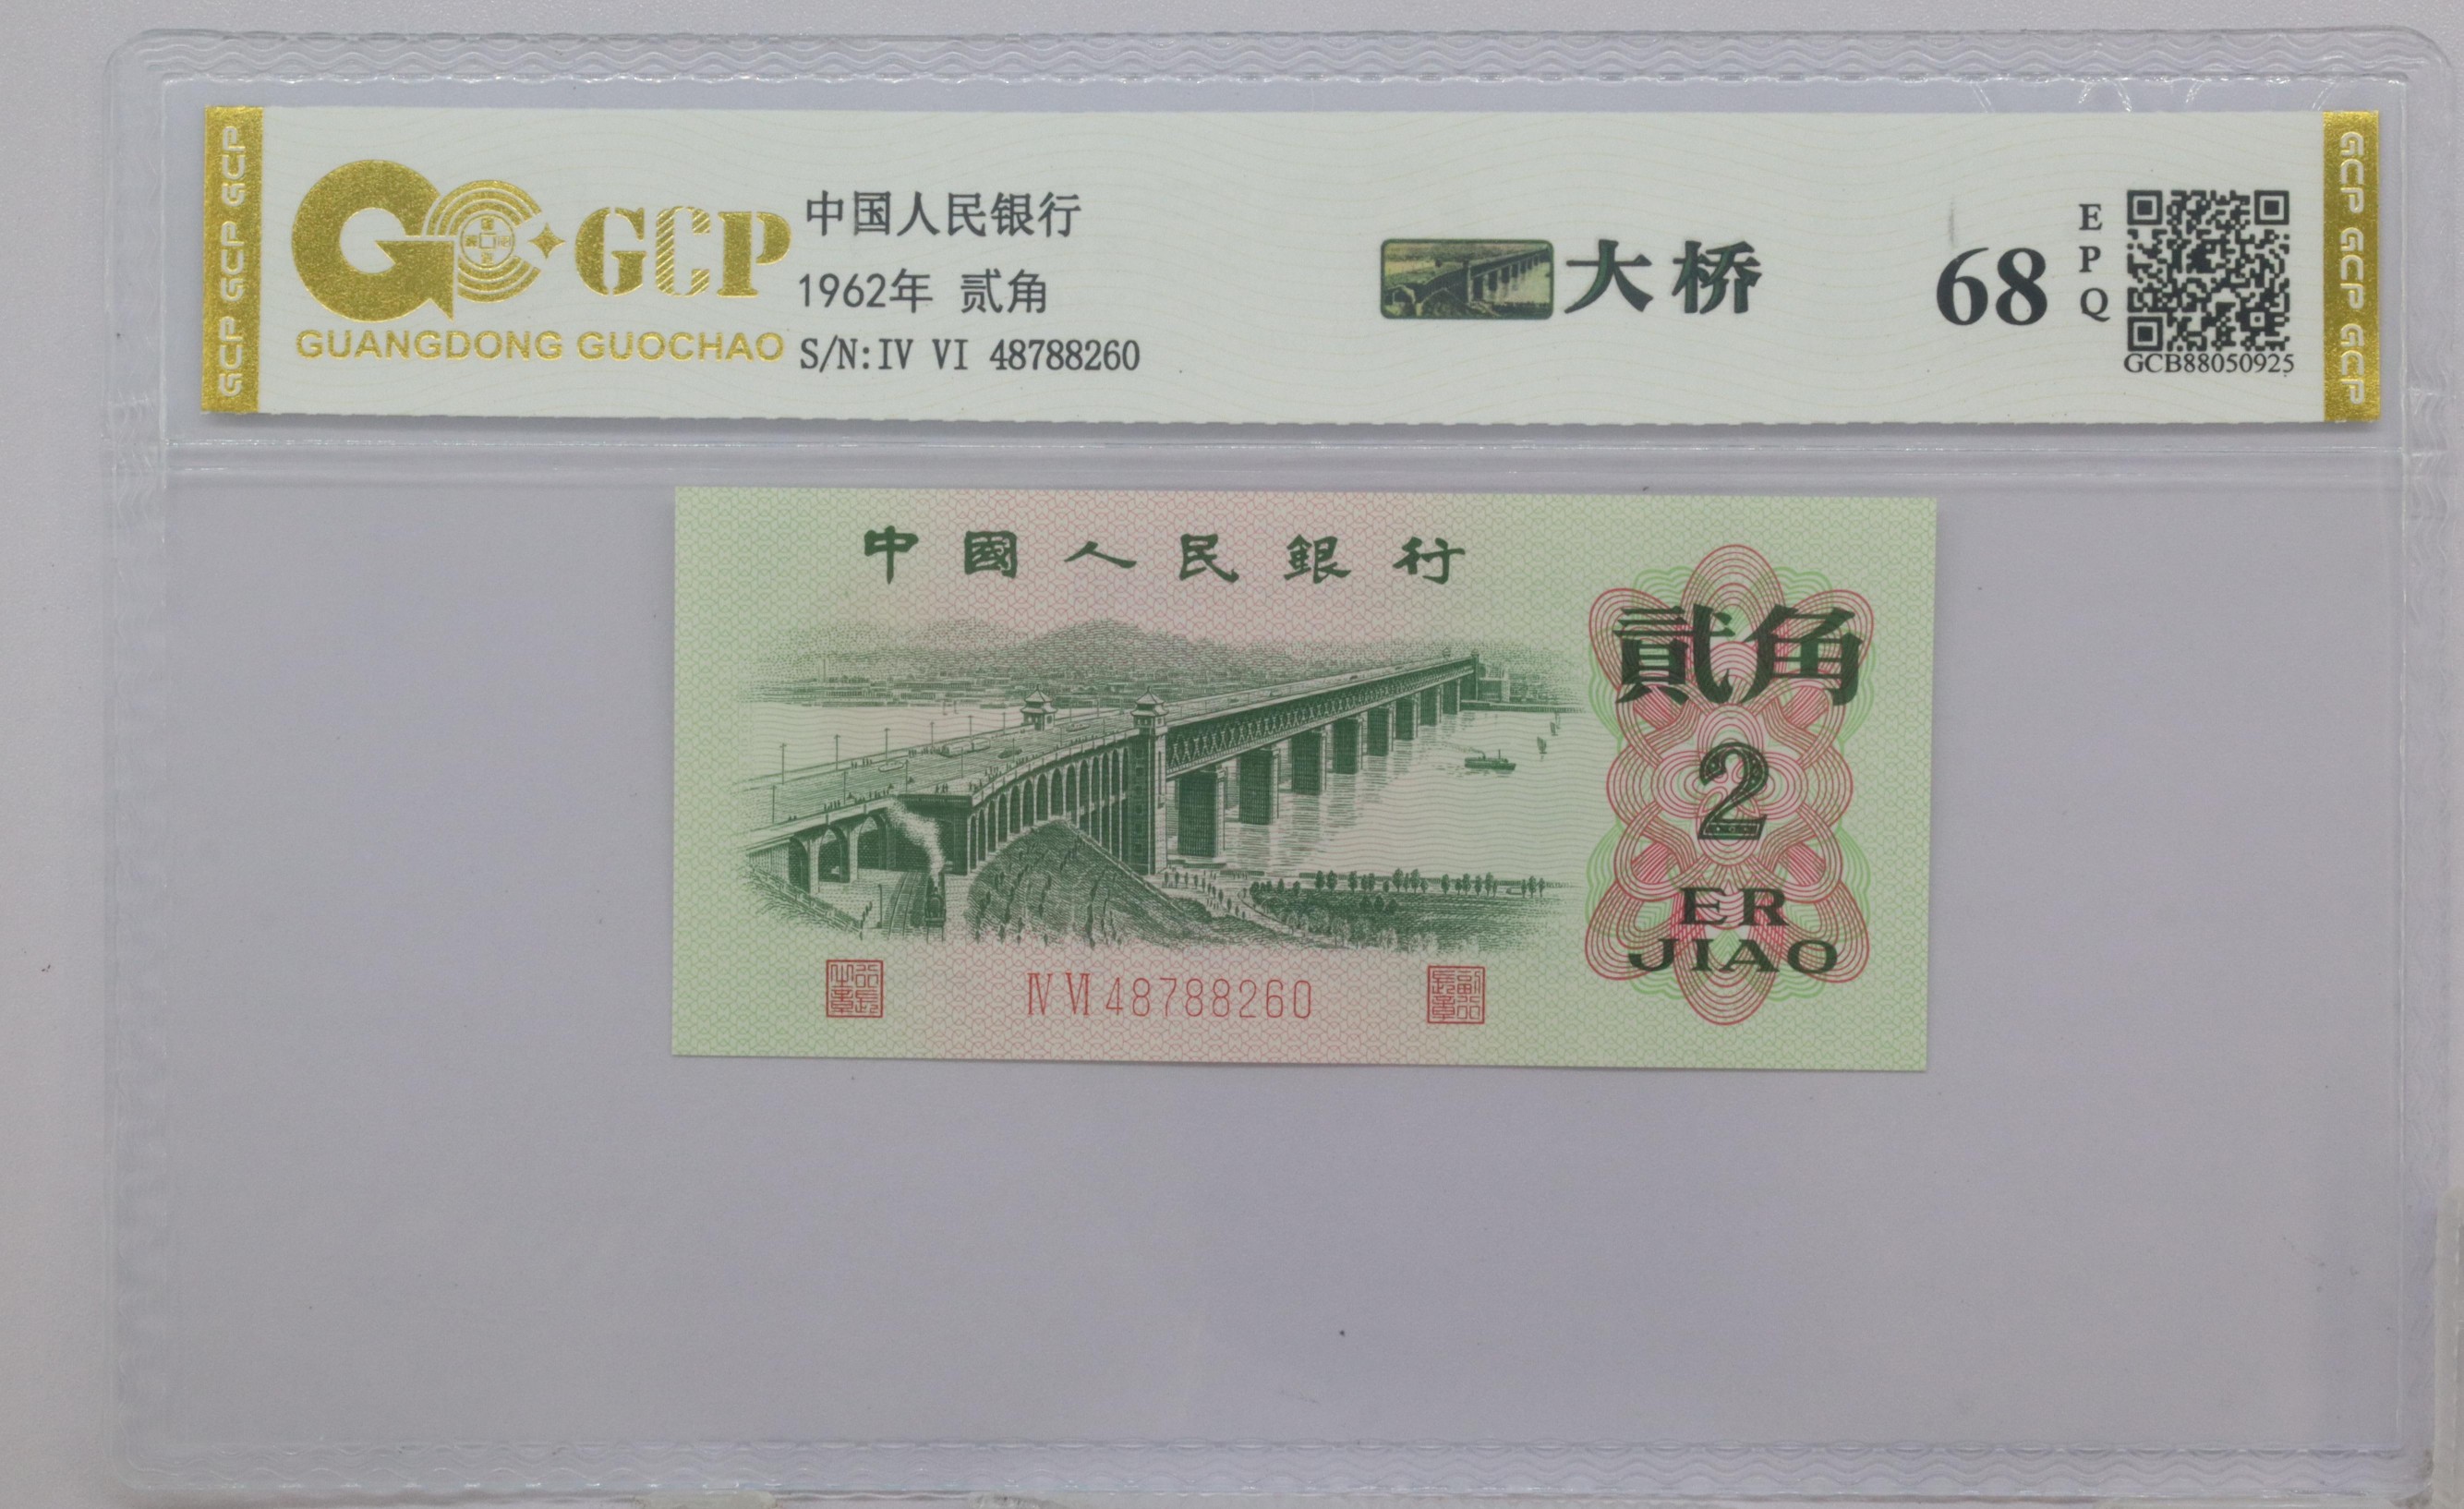 GCP GCP GCP
GCP
GUANGDONG GUOCHAO
中国人民银行
1962年 贰角
S/N:IV VI 48788260
大桥
68
EPQ
GCB88050925
GCP GCP GCP
中國人民銀行
貳角
2
ER
JIAO
Ⅳ Ⅵ 48788260